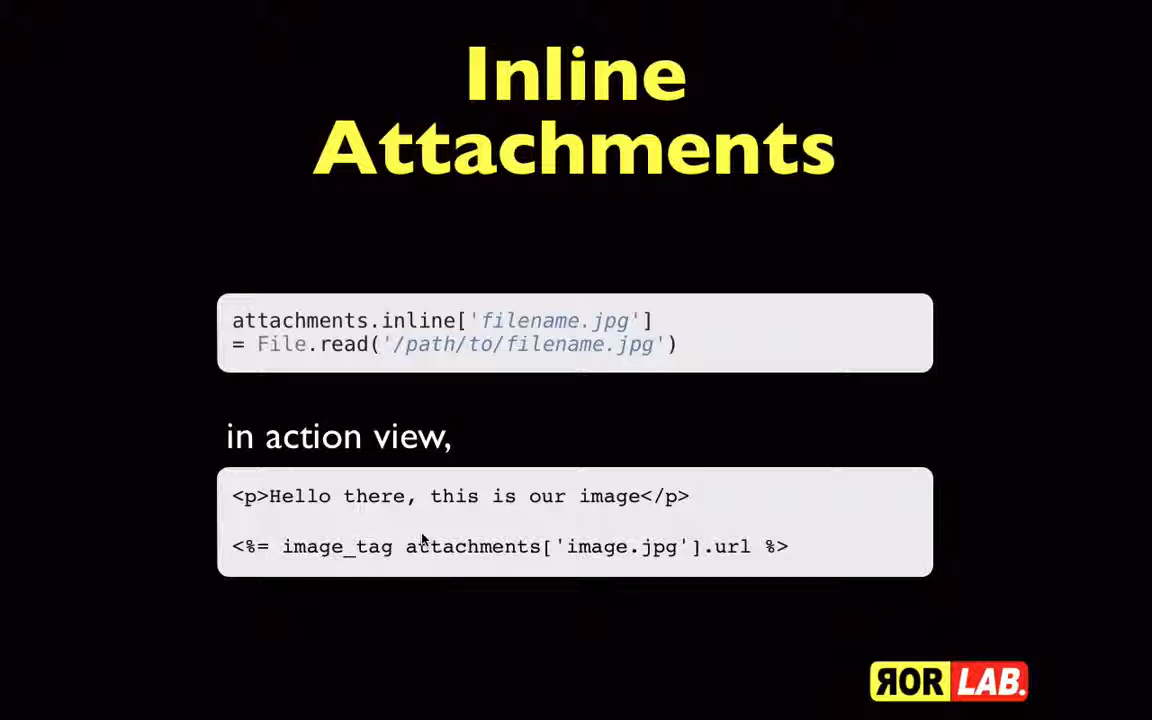 Inline
Attachments
attachments.inline['filename.jpg']
= File.read('/path/to/filename.jpg')
in action view,
<p>Hello there, this is our image</p>
<%= image_tag attachments['image.jpg'].url %>
ЯOR LAB.